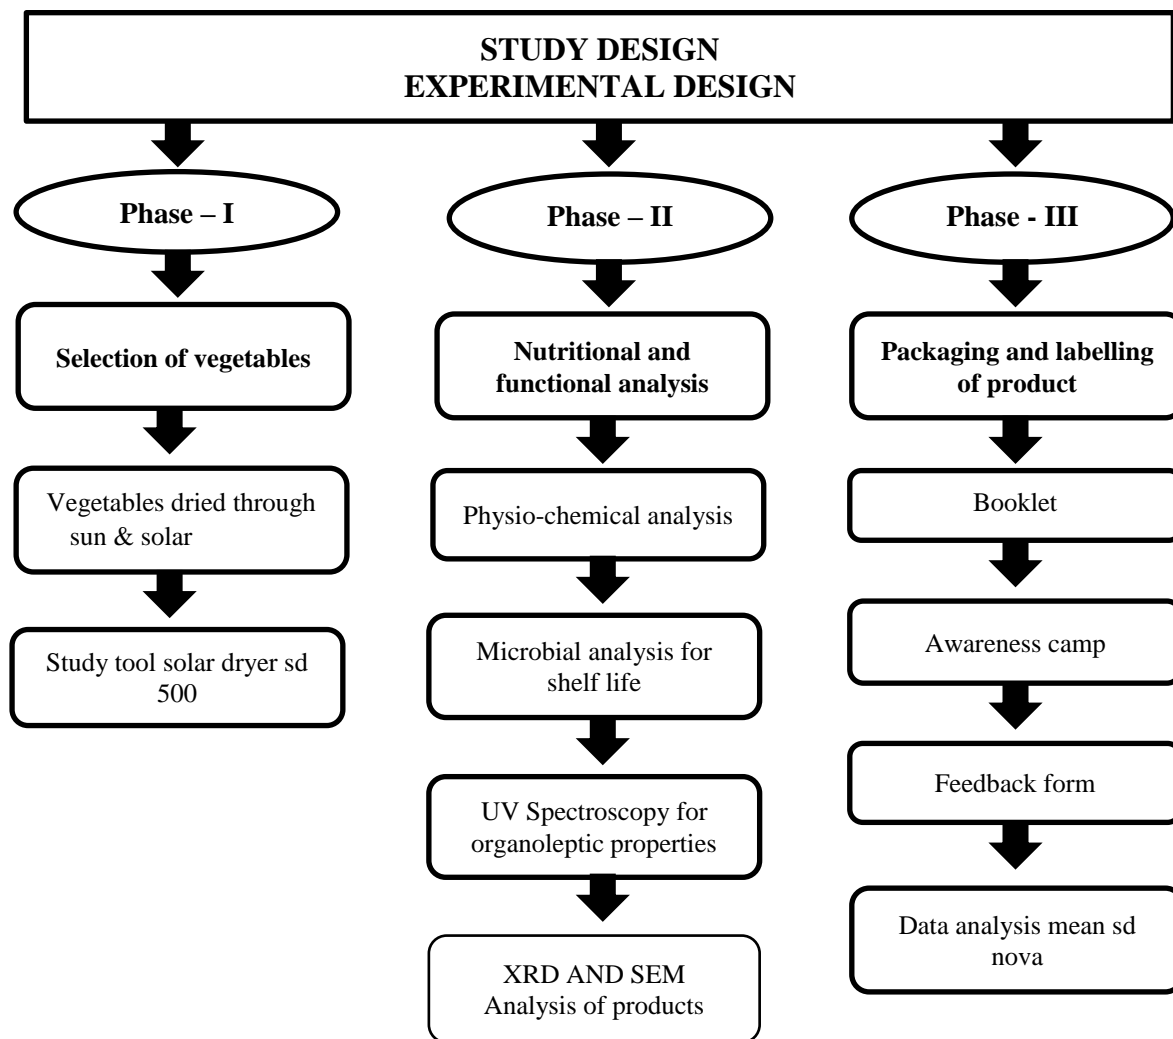 STUDY DESIGN
EXPERIMENTAL DESIGN
Phase – I
Selection of vegetables
Vegetables dried through
sun & solar
Study tool solar dryer sd
500
Phase – II
Nutritional and
functional analysis
Physio-chemical analysis
Microbial analysis for
shelf life
UV Spectroscopy for
organoleptic properties
XRD AND SEM
Analysis of products
Phase - III
Packaging and labelling
of product
Booklet
Awareness camp
Feedback form
Data analysis mean sd
nova